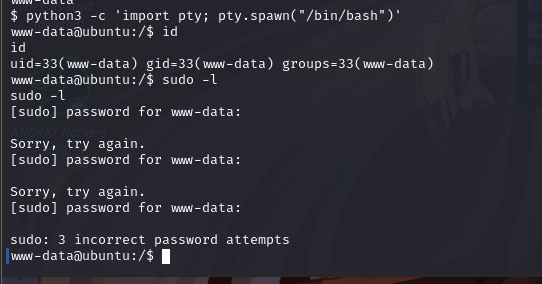 www-data
$ python3 -c 'import pty; pty.spawn("/bin/bash")'
www-data@ubuntu:/$ id
id
uid=33(www-data) gid=33(www-data) groups=33(www-data)
www-data@ubuntu:/$ sudo -l
sudo -l
[sudo] password for www-data:
ANDRAX Hackers
Sorry, try again.
[sudo] password for www-data:
Sorry, try again.
[sudo] password for www-data:
sudo: 3 incorrect password attempts
www-data@ubuntu:/$